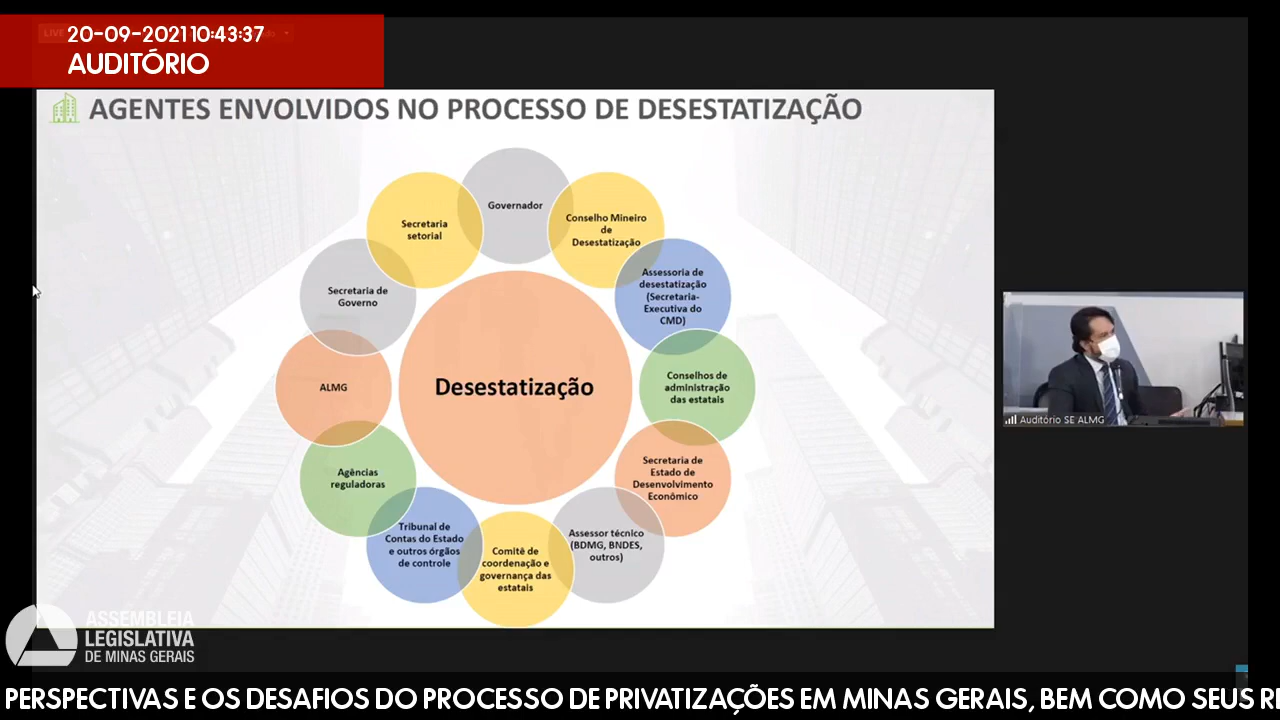 LIVE
20-09-2021 10:43:37
AUDITÓRIO
AGENTES ENVOLVIDOS NO PROCESSO DE DESESTATIZAÇÃO
Governador
Conselho Mineiro
de
Desestatização
Assessoria de
desestatização
(Secretaria-
Executiva do
CMD)
Conselhos de
administração
das estatais
Secretaria de
Estado de
Desenvolvimento
Econômico
Assessor técnico
(BDMG, BNDES,
outros)
Comitê de
coordenação e
governança das
estatais
Tribunal de
Contas do Estado
e outros órgãos
de controle
Agências
reguladoras
ALMG
Secretaria de
Governo
Secretaria
setorial
Desestatização
Auditório SE ALMG
ASSEMBLEIA
LEGISLATIVA
DE MINAS GERAIS
PERSPECTIVAS E OS DESAFIOS DO PROCESSO DE PRIVATIZAÇÕES EM MINAS GERAIS, BEM COMO SEUS RE